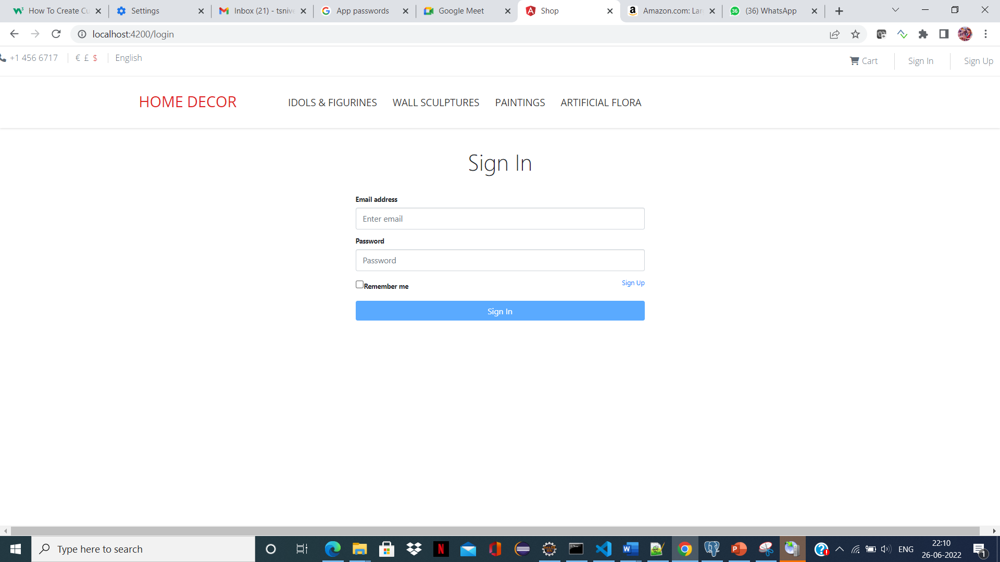 How To Create Cu
Settings
Inbox (21) - tsnive
App passwords
Google Meet
Shop
Amazon.com: Lar
(36) WhatsApp
localhost:4200/login
+1 456 6717
€ £ $
English
Cart
Sign In
Sign Up
HOME DECOR
IDOLS & FIGURINES
WALL SCULPTURES
PAINTINGS
ARTIFICIAL FLORA
Sign In
Email address
Enter email
Password
Password
Remember me
Sign Up
Sign In
Type here to search
ENG
22:10
26-06-2022
1